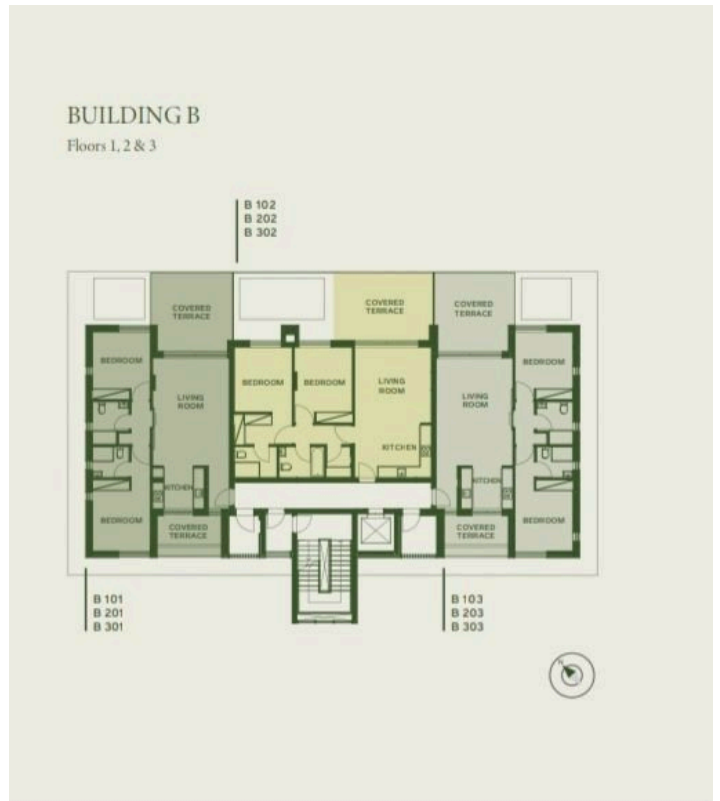 BUILDING B
Floors 1, 2 & 3
B 102
B 202
B 302
COVERED
TERRACE
COVERED
TERRACE
COVERED
TERRACE
BEDROOM
BEDROOM
BEDROOM
LIVING
ROOM
BEDROOM
LIVING
ROOM
LIVING
ROOM
KITCHEN
KITCHEN
KITCHEN
BEDROOM
COVERED
TERRACE
COVERED
TERRACE
BEDROOM
B 101
B 201
B 301
B 103
B 203
B 303
N